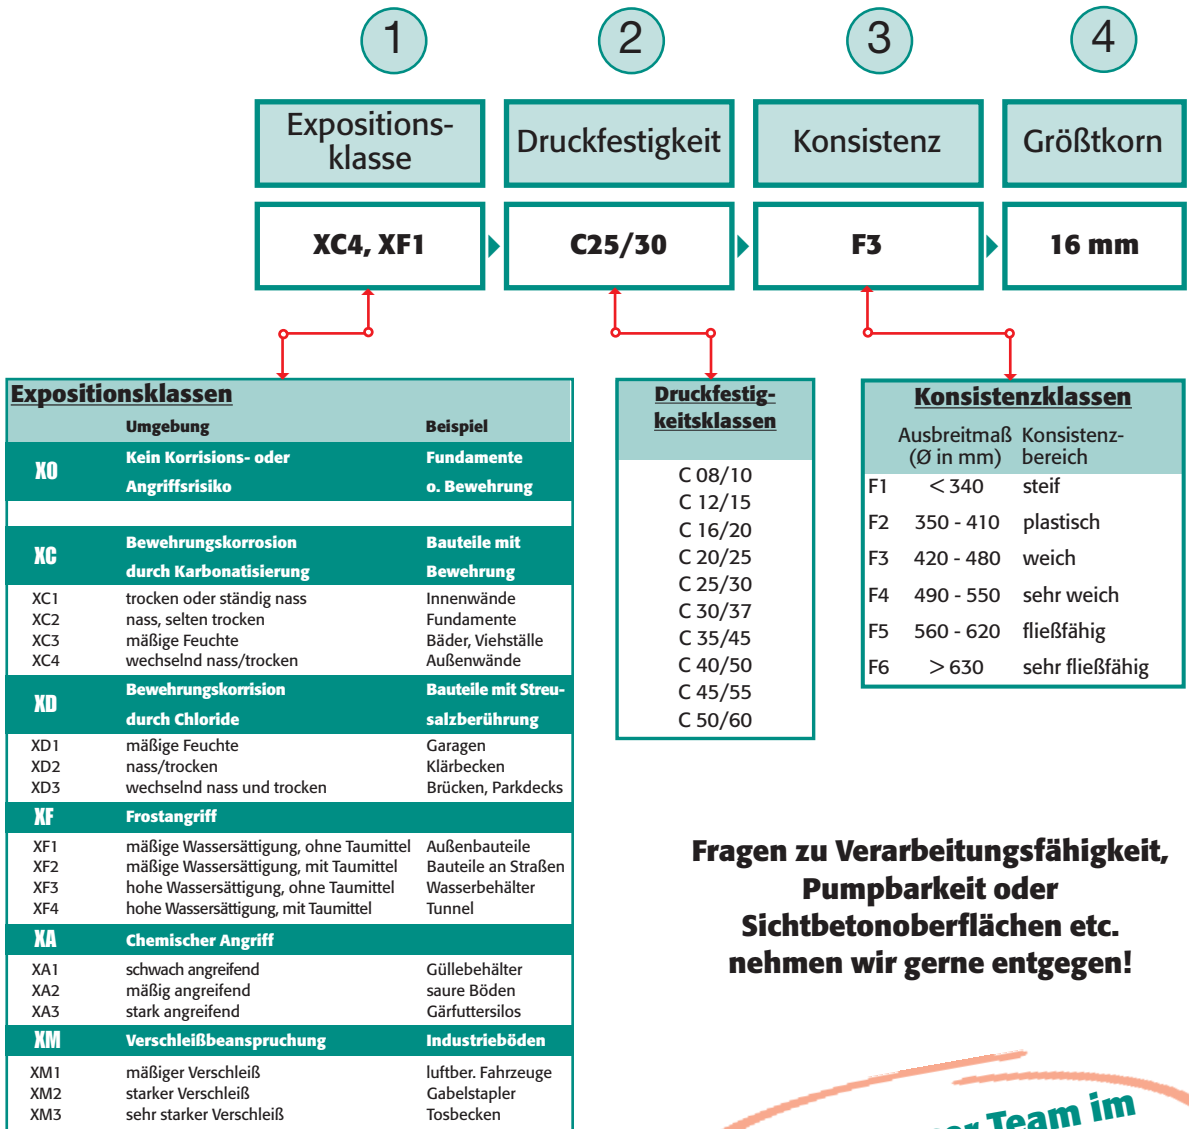 1
2
3
4
Expositions-
klasse
Druckfestigkeit
Konsistenz
Größtkorn
XC4, XF1
C25/30
F3
16 mm
Expositionsklassen
Umgebung Beispiel
XO Kein Korrisions- oder Fundamente
Angriffsrisiko o. Bewehrung
XC Bewehrungskorrosion Bauteile mit
durch Karbonatisierung Bewehrung
XC1 trocken oder ständig nass Innenwände
XC2 nass, selten trocken Fundamente
XC3 mäßige Feuchte Bäder, Viehställe
XC4 wechselnd nass/trocken Außenwände
XD Bewehrungskorrision Bauteile mit Streu-
durch Chloride salzberührung
XD1 mäßige Feuchte Garagen
XD2 nass/trocken Klärbecken
XD3 wechselnd nass und trocken Brücken, Parkdecks
XF Frostangriff
XF1 mäßige Wassersättigung, ohne Taumittel Außenbauteile
XF2 mäßige Wassersättigung, mit Taumittel Bauteile an Straßen
XF3 hohe Wassersättigung, ohne Taumittel Wasserbehälter
XF4 hohe Wassersättigung, mit Taumittel Tunnel
XA Chemischer Angriff
XA1 schwach angreifend Güllebehälter
XA2 mäßig angreifend saure Böden
XA3 stark angreifend Gärfuttersilos
XM Verschleißbeanspruchung Industrieböden
XM1 mäßiger Verschleiß luftber. Fahrzeuge
XM2 starker Verschleiß Gabelstapler
XM3 sehr starker Verschleiß Tosbecken
Druckfestig-
keitsklassen
C 08/10
C 12/15
C 16/20
C 20/25
C 25/30
C 30/37
C 35/45
C 40/50
C 45/55
C 50/60
Konsistenzklassen
Ausbreitmaß Konsistenz-
(Ø in mm) bereich
F1 < 340 steif
F2 350 - 410 plastisch
F3 420 - 480 weich
F4 490 - 550 sehr weich
F5 560 - 620 fließfähig
F6 > 630 sehr fließfähig
Fragen zu Verarbeitungsfähigkeit,
Pumpbarkeit oder
Sichtbetonoberflächen etc.
nehmen wir gerne entgegen!
Team im